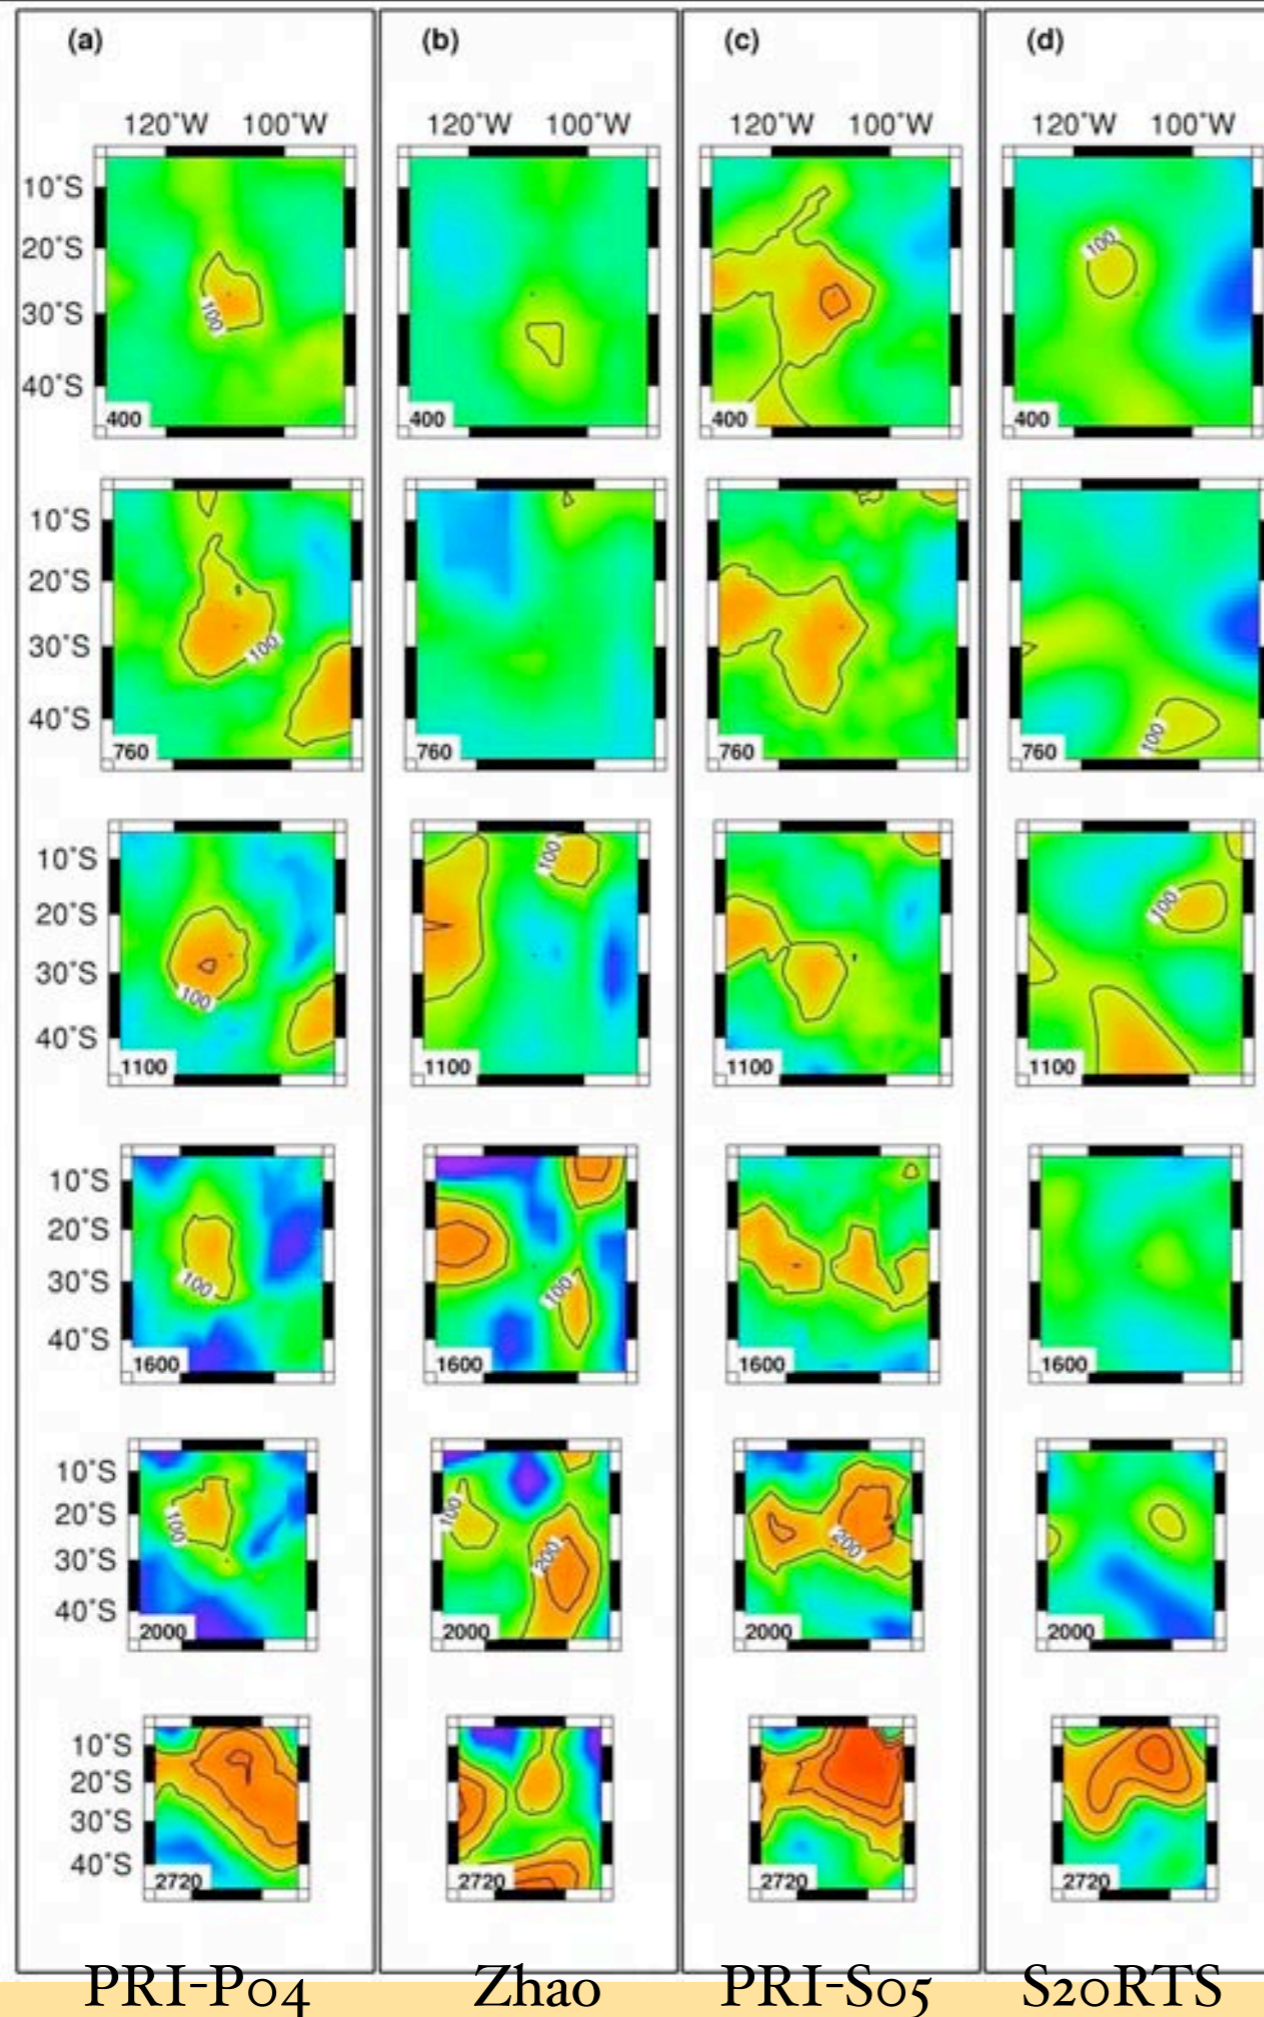 (a) (b) (c) (d)
120°W 100°W 120°W 100°W 120°W 100°W 120°W 100°W
10°S
20°S 100
100
30°S
40°S
400 400 400 400
10°S
20°S
30°S 100
40°S 100
760 760 760 760
10°S 100
20°S 100
30°S
100
40°S
1100 1100 1100 1100
10°S
20°S
30°S 100 100
40°S
1600 1600 1600 1600
10°S
20°S 100 100
30°S 200 200
40°S
2000 2000 2000 2000
10°S
20°S
30°S
40°S
2720 2720 2720 2720
PRI-P04 Zhao PRI-S05 S20RTS